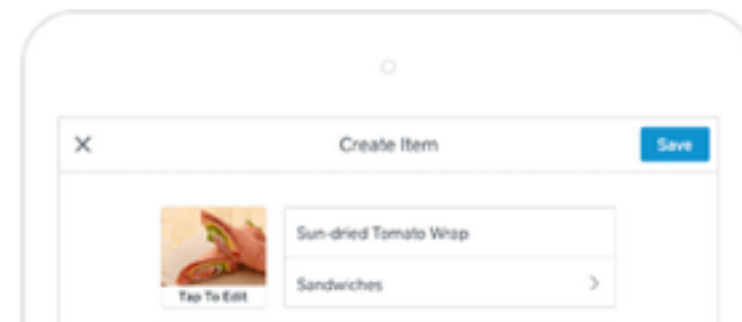 Create Item
Save
Sun-dried Tomato Wrap
Tap To Edit
Sandwiches